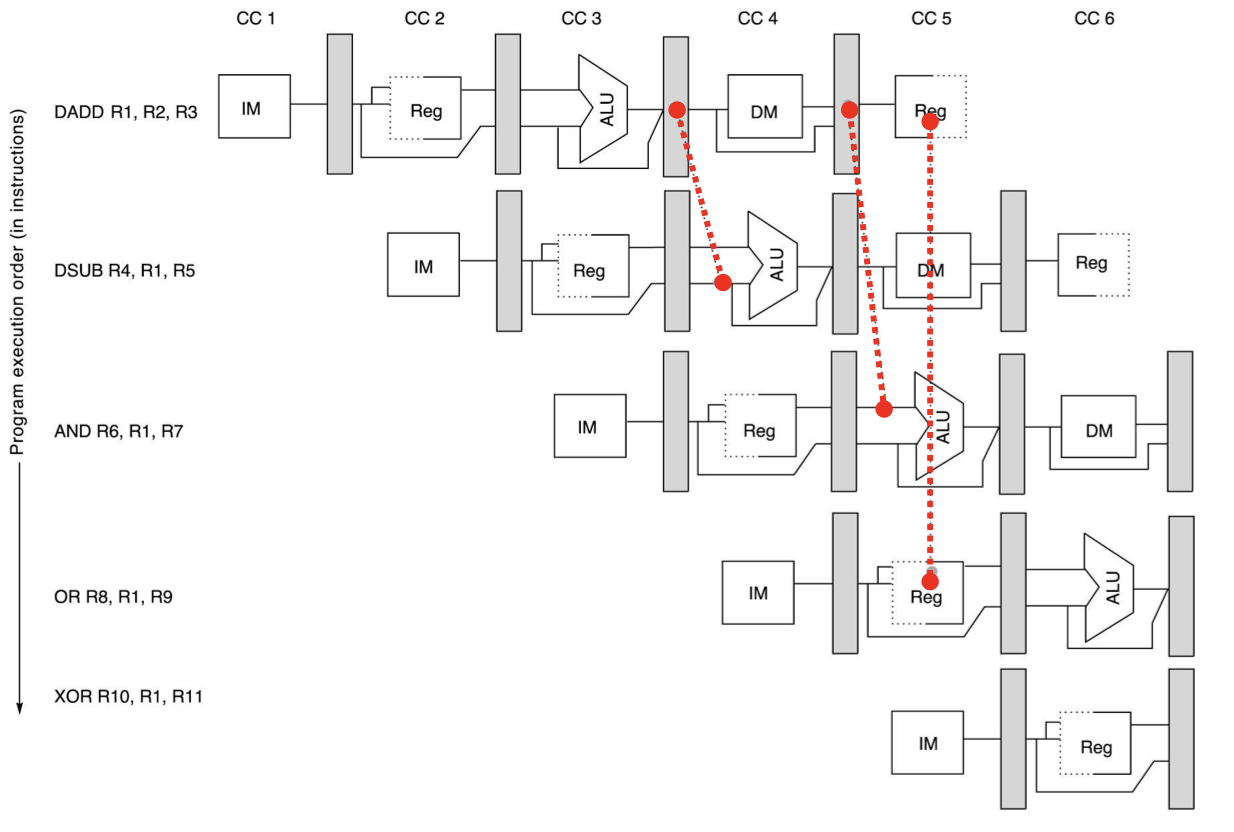 CC 1 CC 2 CC 3 CC 4 CC 5 CC 6
Program execution order (in instructions)
DADD R1, R2, R3 IM Reg ALU DM Reg
DSUB R4, R1, R5 IM Reg ALU DM Reg
AND R6, R1, R7 IM Reg ALU DM
OR R8, R1, R9 IM Reg ALU
XOR R10, R1, R11 IM Reg